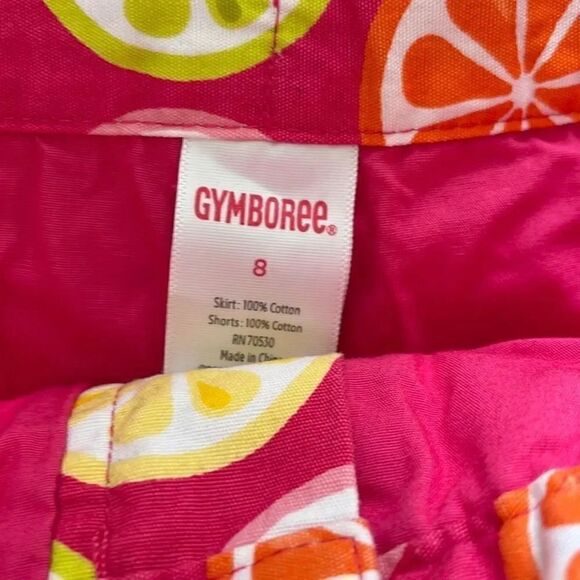 GYMBOREE®
8
Skirt: 100% Cotton
Shorts: 100% Cotton
RN 70530
Made in China